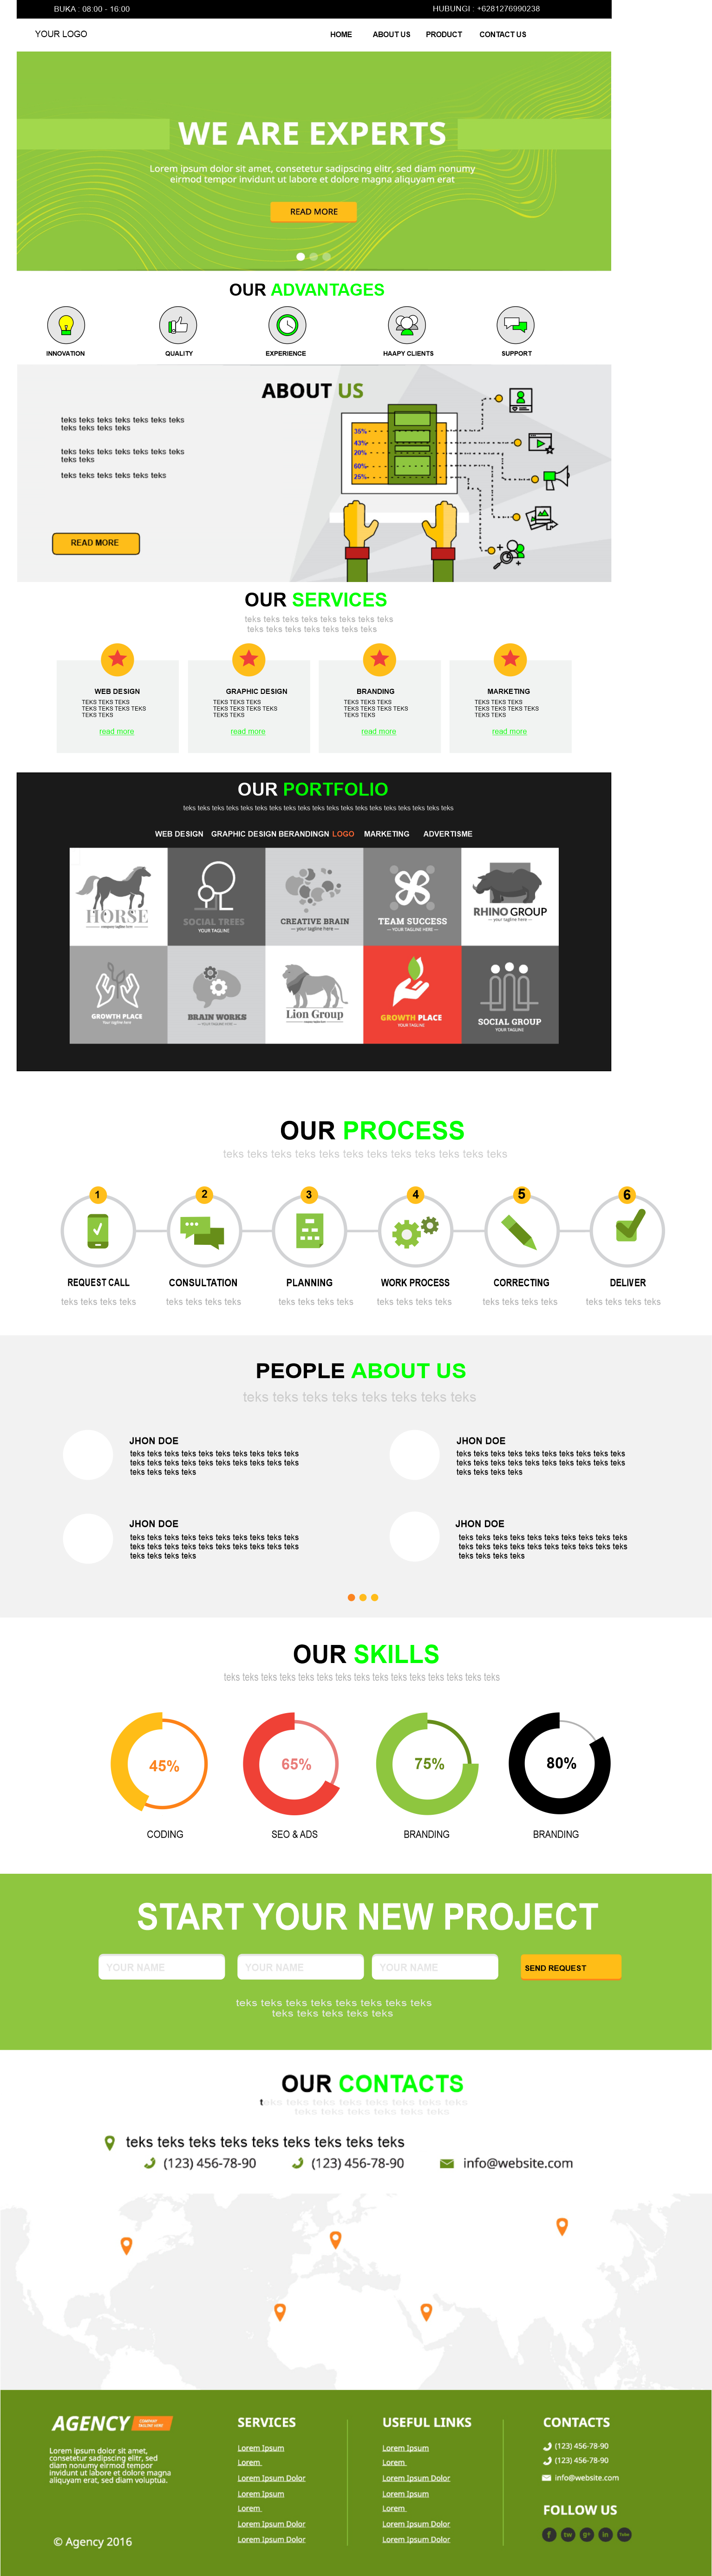 BUKA : 08:00 - 16:00
HUBUNGI : +6281276990238
YOUR LOGO
HOME ABOUT US PRODUCT CONTACT US
WE ARE EXPERTS
Lorem ipsum dolor sit amet, consetetur sadipscing elitr, sed diam nonumy
eirmod tempor invidunt ut labore et dolore magna aliquyam erat
READ MORE
OUR ADVANTAGES
INNOVATION QUALITY EXPERIENCE HAAPY CLIENTS SUPPORT
ABOUT US
teks teks teks teks teks teks teks
teks teks teks teks
teks teks teks teks teks teks teks
teks teks
teks teks teks teks teks teks
READ MORE
36%
43%
20%
60%
25%
OUR SERVICES
teks teks teks teks teks teks teks teks
teks teks teks teks teks teks teks
WEB DESIGN
TEKS TEKS TEKS
TEKS TEKS TEKS TEKS
TEKS TEKS
read more
GRAPHIC DESIGN
TEKS TEKS TEKS
TEKS TEKS TEKS TEKS
TEKS TEKS
read more
BRANDING
TEKS TEKS TEKS
TEKS TEKS TEKS TEKS
TEKS TEKS
read more
MARKETING
TEKS TEKS TEKS
TEKS TEKS TEKS TEKS
TEKS TEKS
read more
OUR PORTFOLIO
teks teks teks teks teks teks teks teks teks teks teks teks teks teks teks teks teks teks teks
WEB DESIGN GRAPHIC DESIGN BERANDINGN LOGO MARKETING ADVERTISME
HORSE
company tagline here
SOCIAL TREES
YOUR TAGLINE
CREATIVE BRAIN
— your tagline here —
TEAM SUCCESS
— YOUR TAGLINE HERE —
RHINO GROUP
— your tagline here —
GROWTH PLACE
Your tagline here
BRAIN WORKS
— YOUR TAGLINE HERE —
Lion Group
GROWTH PLACE
YOUR TAGLINE
SOCIAL GROUP
YOUR TAGLINE
OUR PROCESS
teks teks teks teks teks teks teks teks teks teks teks teks teks
1 2 3 4 5 6
REQUEST CALL CONSULTATION PLANNING WORK PROCESS CORRECTING DELIVER
teks teks teks teks teks teks teks teks teks teks teks teks teks teks teks teks teks teks teks teks teks teks teks teks
PEOPLE ABOUT US
teks teks teks teks teks teks teks teks
JHON DOE
teks teks teks teks teks teks teks teks teks teks
teks teks teks teks teks teks teks teks teks teks
teks teks teks teks
JHON DOE
teks teks teks teks teks teks teks teks teks teks
teks teks teks teks teks teks teks teks teks teks
teks teks teks teks
JHON DOE
teks teks teks teks teks teks teks teks teks teks
teks teks teks teks teks teks teks teks teks teks
teks teks teks teks
JHON DOE
teks teks teks teks teks teks teks teks teks teks
teks teks teks teks teks teks teks teks teks teks
teks teks teks teks
OUR SKILLS
teks teks teks teks teks teks teks teks teks teks teks teks teks teks teks
45% 65% 75% 80%
CODING SEO & ADS BRANDING BRANDING
START YOUR NEW PROJECT
YOUR NAME YOUR NAME YOUR NAME SEND REQUEST
teks teks teks teks teks teks teks teks
teks teks teks teks teks
OUR CONTACTS
teks teks teks teks teks teks teks teks
teks teks teks teks teks teks
teks teks teks teks teks teks teks teks teks
(123) 456-78-90 (123) 456-78-90 info@website.com
AGENCY
Lorem ipsum dolor sit amet,
consetetur sadipscing elitr, sed
diam nonumy eirmod tempor
invidunt ut labore et dolore magna
aliquyam erat, sed diam voluptua.
© Agency 2016
SERVICES
Lorem Ipsum
Lorem
Lorem Ipsum Dolor
Lorem Ipsum
Lorem
Lorem Ipsum Dolor
Lorem Ipsum Dolor
USEFUL LINKS
Lorem Ipsum
Lorem
Lorem Ipsum Dolor
Lorem Ipsum
Lorem
Lorem Ipsum Dolor
Lorem Ipsum Dolor
CONTACTS
(123) 456-78-90
(123) 456-78-90
info@website.com
FOLLOW US